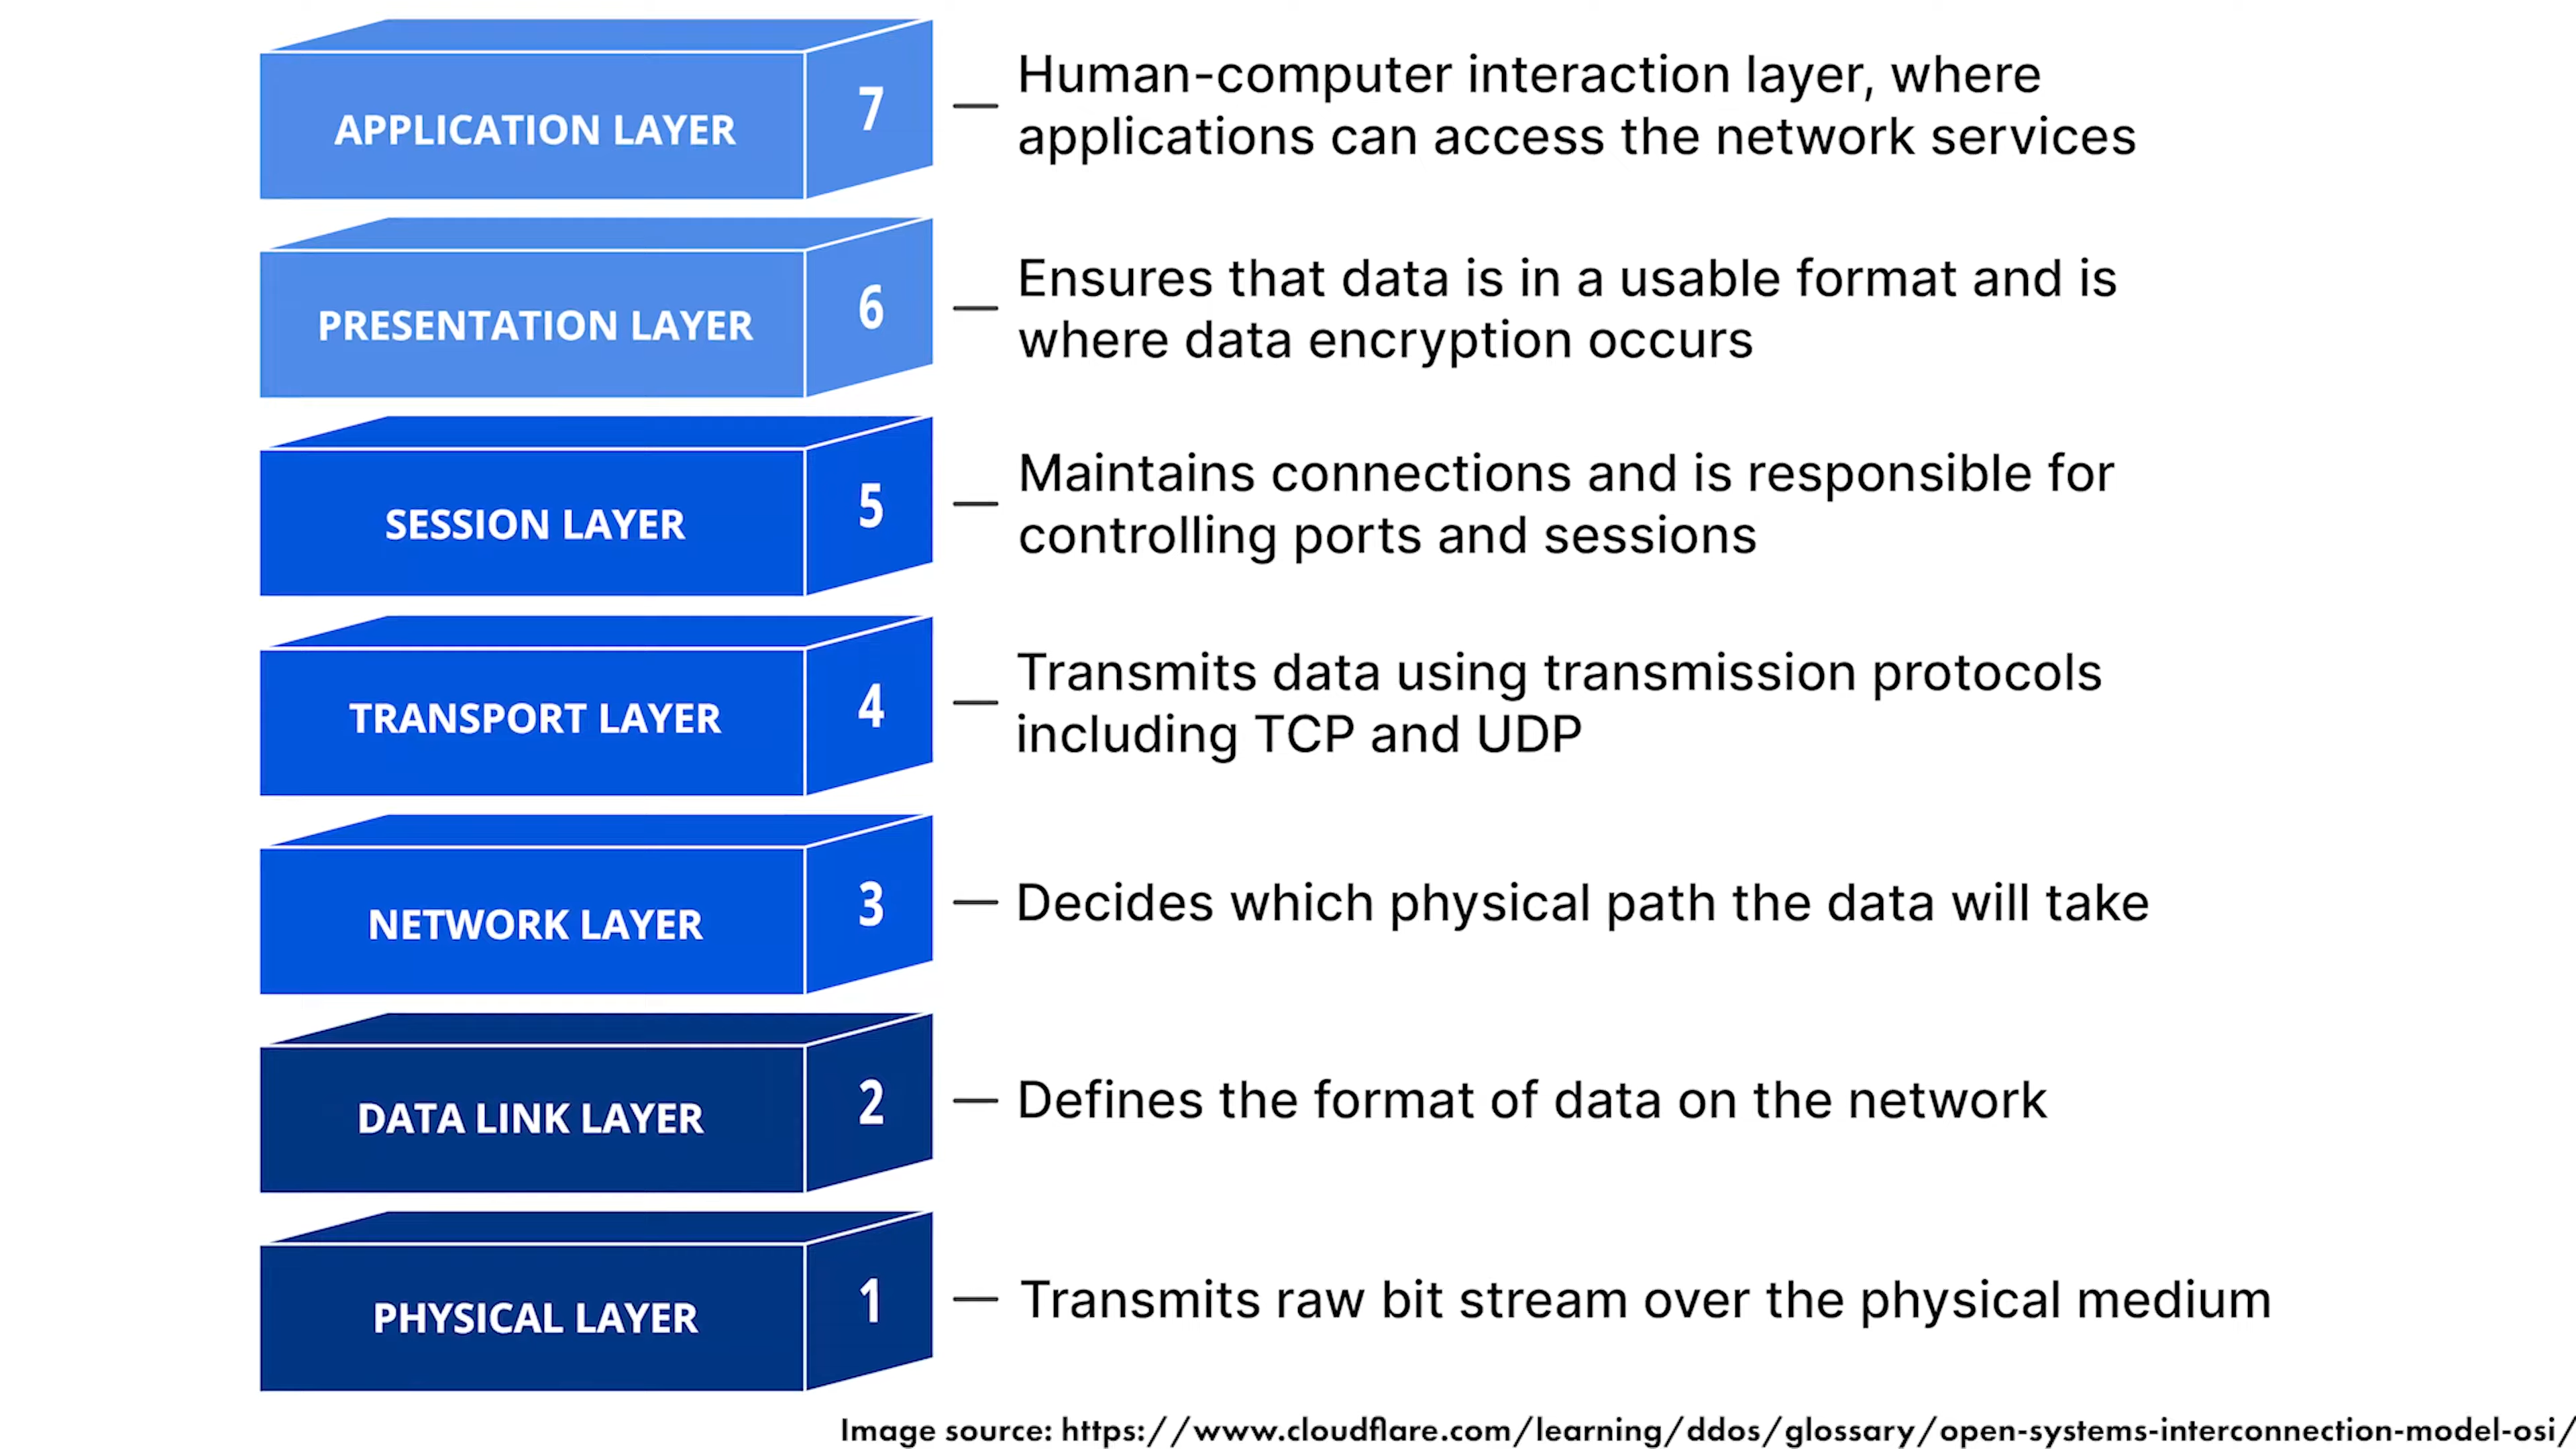 APPLICATION LAYER
7
Human-computer interaction layer, where
applications can access the network services
PRESENTATION LAYER
6
Ensures that data is in a usable format and is
where data encryption occurs
SESSION LAYER
5
Maintains connections and is responsible for
controlling ports and sessions
TRANSPORT LAYER
4
Transmits data using transmission protocols
including TCP and UDP
NETWORK LAYER
3
Decides which physical path the data will take
DATA LINK LAYER
2
Defines the format of data on the network
PHYSICAL LAYER
1
Transmits raw bit stream over the physical medium
Image source: https://www.cloudflare.com/learning/ddos/glossary/open-systems-interconnection-model-osi/